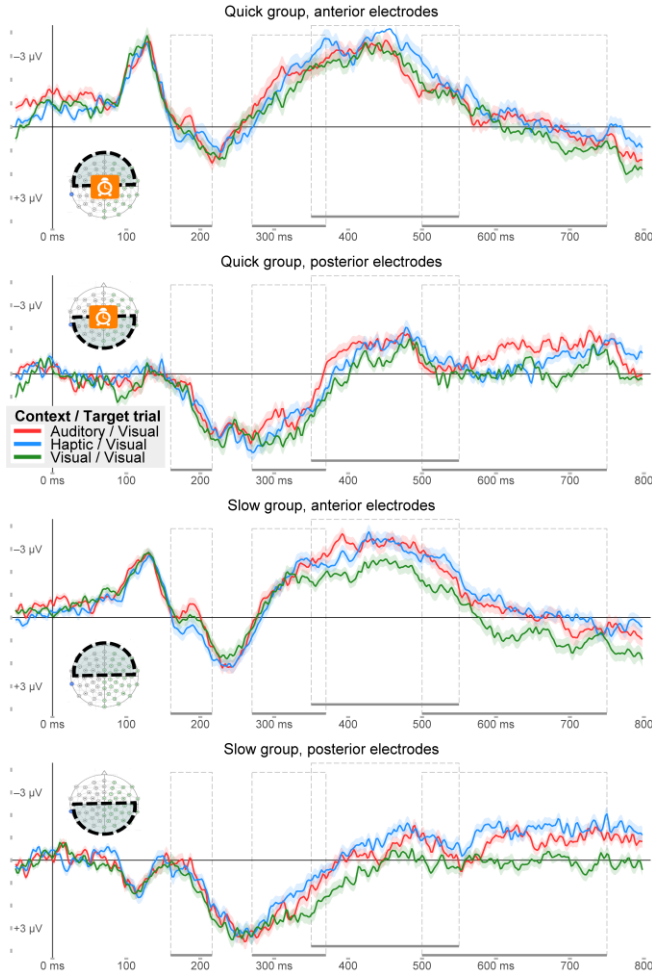 Quick group, anterior electrodes
–3 μV
+3 μV
0 ms 100 200 300 ms 400 500 600 ms 700 800
Quick group, posterior electrodes
–3 μV
Context / Target trial
Auditory / Visual
Haptic / Visual
Visual / Visual
0 ms 100 200 300 ms 400 500 600 ms 700 800
Slow group, anterior electrodes
–3 μV
+3 μV
0 ms 100 200 300 ms 400 500 600 ms 700 800
Slow group, posterior electrodes
–3 μV
+3 μV
0 ms 100 200 300 ms 400 500 600 ms 700 800